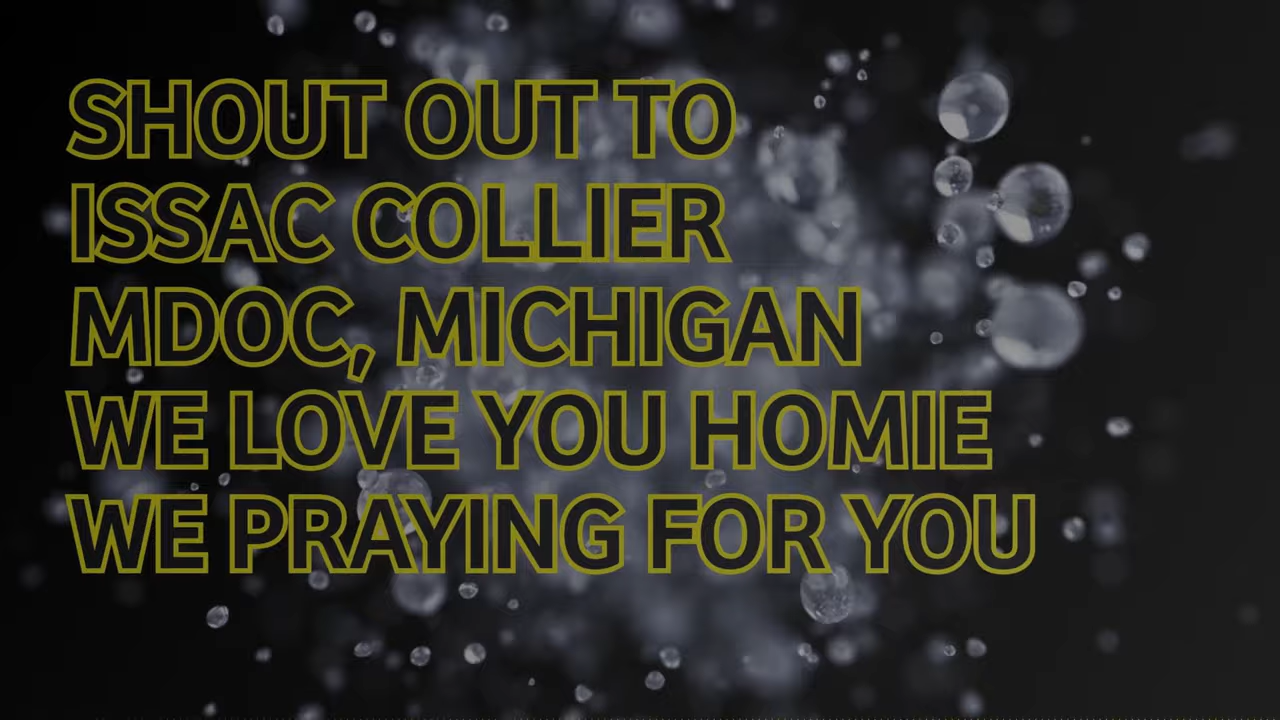 SHOUT OUT TO
ISSAC COLLIER
MDOC, MICHIGAN
WE LOVE YOU HOMIE
WE PRAYING FOR YOU